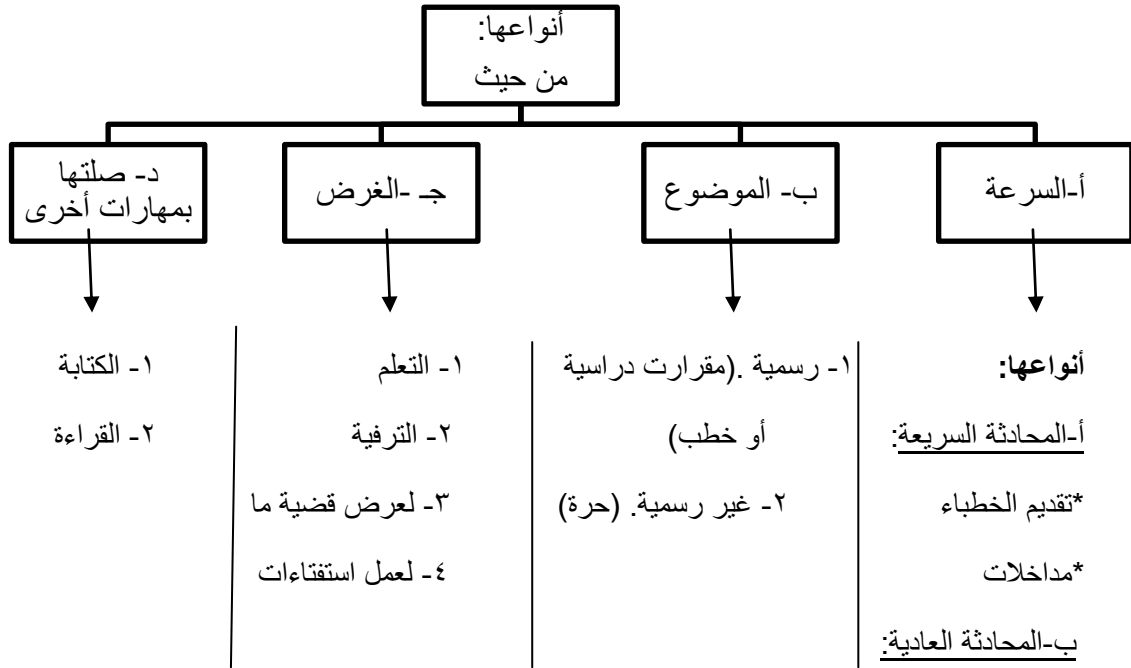 أنواعها:
من حيث
أ-السرعة
ب- الموضوع
جـ -الغرض
د- صلتها
بمهارات أخرى
أنواعها:
أ-المحادثة السريعة:
*تقديم الخطباء
*مداخلات
ب-المحادثة العادية:
١- رسمية .(مقرارت دراسية
أو خطب)
٢- غير رسمية. (حرة)
١- التعلم
٢- الترفية
٣- لعرض قضية ما
٤- لعمل استفتاءات
١- الكتابة
٢- القراءة